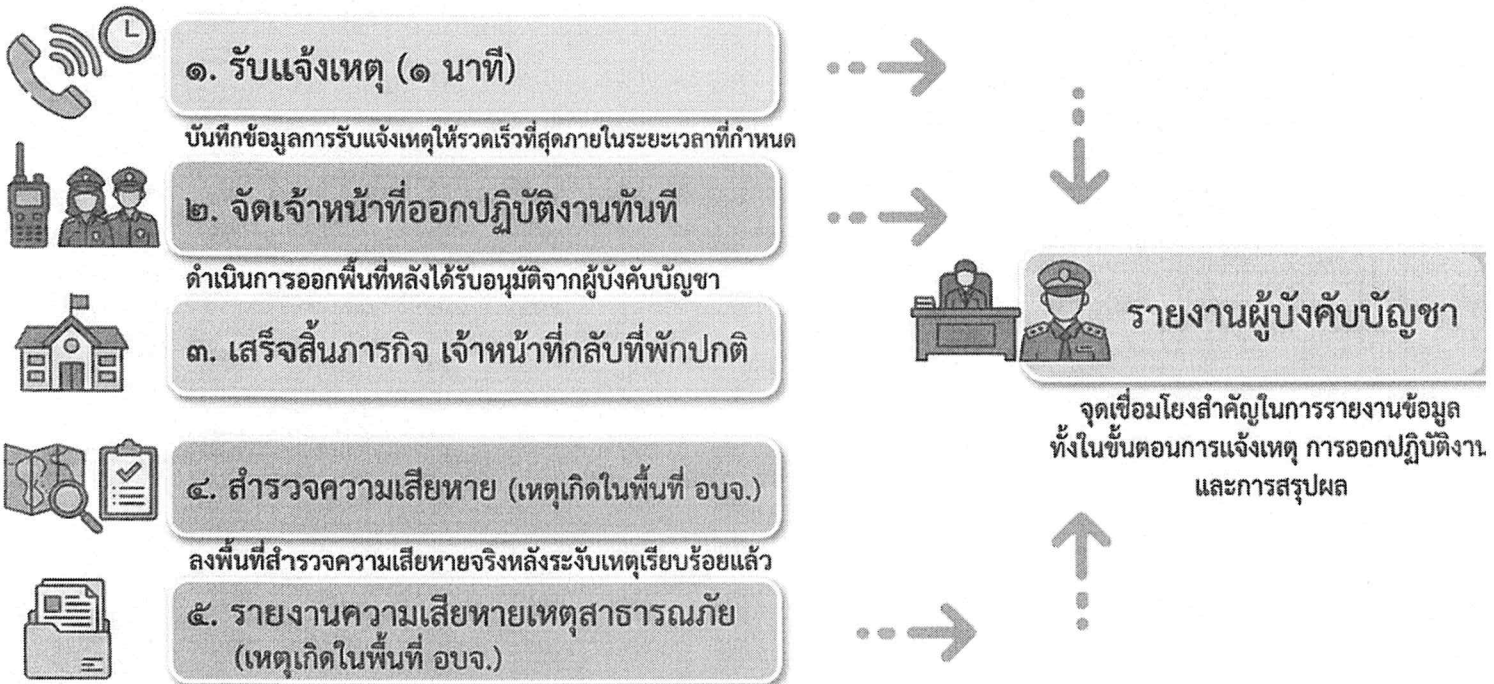 ๑. รับแจ้งเหตุ (๑ นาที)
บันทึกข้อมูลการรับแจ้งเหตุให้รวดเร็วที่สุดภายในระยะเวลาที่กำหนด
๒. จัดเจ้าหน้าที่ออกปฏิบัติงานทันที
ดำเนินการออกพื้นที่หลังได้รับอนุมัติจากผู้บังคับบัญชา
๓. เสร็จสิ้นภารกิจ เจ้าหน้าที่กลับที่พักปกติ
๔. สำรวจความเสียหาย (เหตุเกิดในพื้นที่ อบจ.)
ลงพื้นที่สำรวจความเสียหายจริงหลังระงับเหตุเรียบร้อยแล้ว
๕. รายงานความเสียหายเหตุสาธารณภัย
(เหตุเกิดในพื้นที่ อบจ.)
รายงานผู้บังคับบัญชา
จุดเชื่อมโยงสำคัญในการรายงานข้อมูล
ทั้งในขั้นตอนการแจ้งเหตุ การออกปฏิบัติงาน
และการสรุปผล